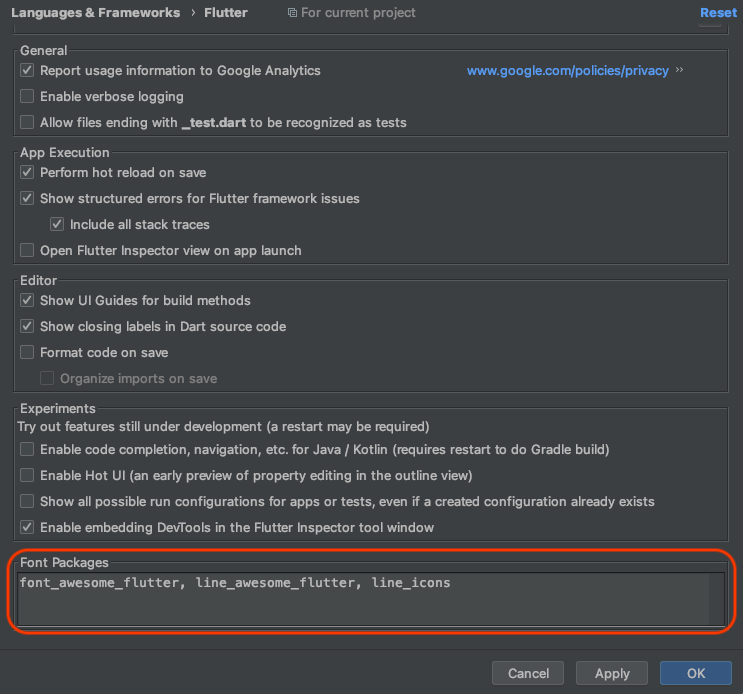 Languages & Frameworks › Flutter For current project Reset
General
Report usage information to Google Analytics www.google.com/policies/privacy »
Enable verbose logging
Allow files ending with _test.dart to be recognized as tests
App Execution
Perform hot reload on save
Show structured errors for Flutter framework issues
Include all stack traces
Open Flutter Inspector view on app launch
Editor
Show UI Guides for build methods
Show closing labels in Dart source code
Format code on save
Organize imports on save
Experiments
Try out features still under development (a restart may be required)
Enable code completion, navigation, etc. for Java / Kotlin (requires restart to do Gradle build)
Enable Hot UI (an early preview of property editing in the outline view)
Show all possible run configurations for apps or tests, even if a created configuration already exists
Enable embedding DevTools in the Flutter Inspector tool window
Font Packages
font_awesome_flutter, line_awesome_flutter, line_icons
Cancel Apply OK